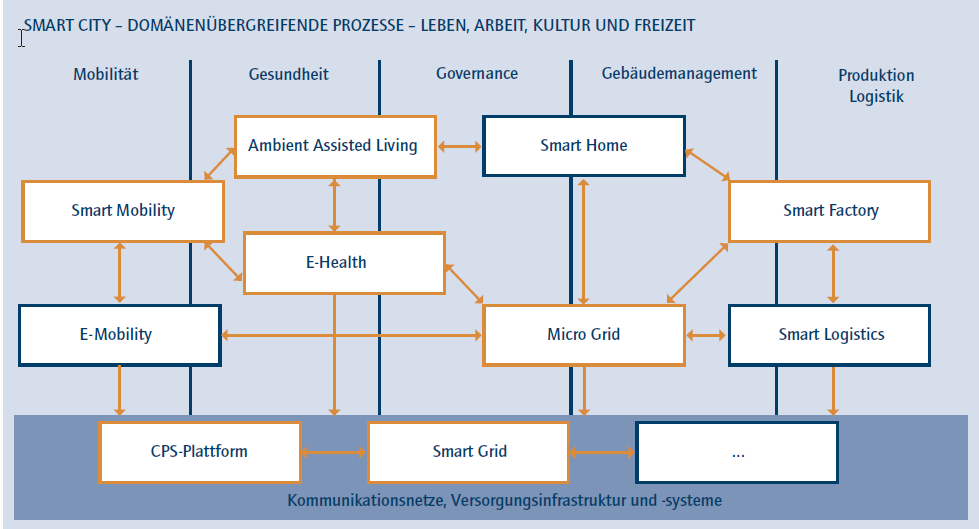 SMART CITY – DOMÄNENÜBERGREIFENDE PROZESSE – LEBEN, ARBEIT, KULTUR UND FREIZEIT
Mobilität
Gesundheit
Governance
Gebäudemanagement
Produktion
Logistik
Ambient Assisted Living
Smart Home
Smart Mobility
Smart Factory
E-Health
E-Mobility
Micro Grid
Smart Logistics
CPS-Plattform
Smart Grid
...
Kommunikationsnetze, Versorgungsinfrastruktur und -systeme